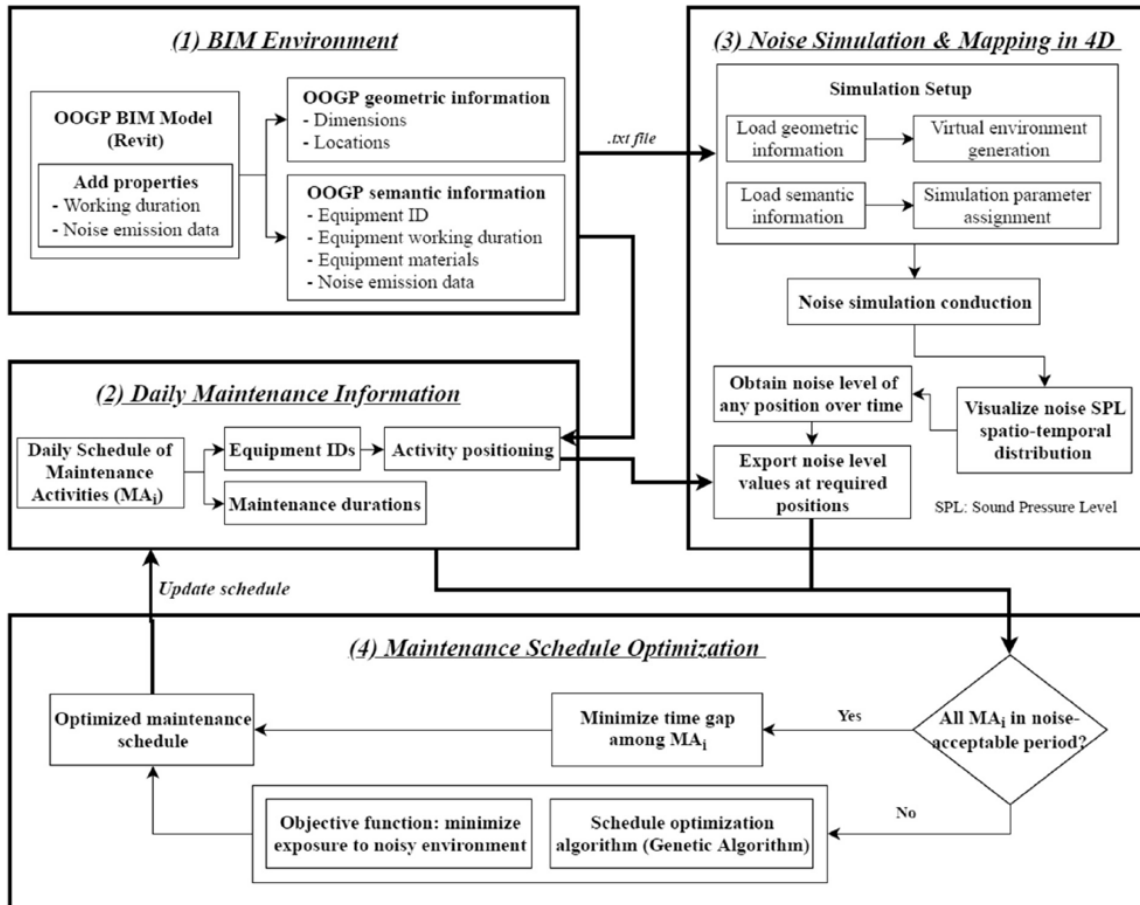 (1) BIM Environment
OOGP BIM Model
(Revit)
Add properties
- Working duration
- Noise emission data
OOGP geometric information
- Dimensions
- Locations
OOGP semantic information
- Equipment ID
- Equipment working duration
- Equipment materials
- Noise emission data
.txt file
(3) Noise Simulation & Mapping in 4D
Simulation Setup
Load geometric
information
Virtual environment
generation
Load semantic
information
Simulation parameter
assignment
Noise simulation conduction
Obtain noise level of
any position over time
Visualize noise SPL
spatio-temporal
distribution
Export noise level
values at required
positions
SPL: Sound Pressure Level
(2) Daily Maintenance Information
Daily Schedule of
Maintenance
Activities (MAi)
Equipment IDs
Activity positioning
Maintenance durations
Update schedule
(4) Maintenance Schedule Optimization
Optimized maintenance
schedule
Minimize time gap
among MAi
Yes
All MAi in noise-
acceptable period?
No
Objective function: minimize
exposure to noisy environment
Schedule optimization
algorithm (Genetic Algorithm)